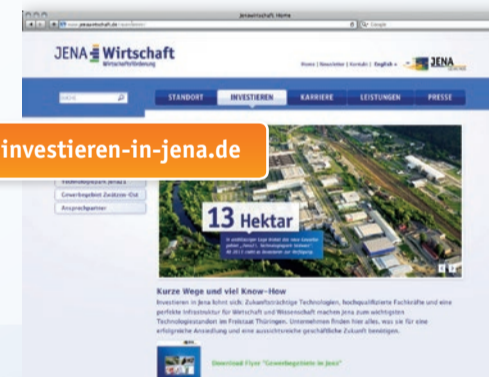 Jenawirtschaft: Home
Google
JENA Wirtschaft
Wirtschaftsförderung
Home | Newsletter | Kontakt | English
JENA
SUCHE
STANDORT
INVESTIEREN
KARRIERE
LEISTUNGEN
PRESSE
investieren-in-jena.de
Gewerbegebiet Zwätzen-Ost
Ansprechpartner
13 Hektar
Kurze Wege und viel Know-How
Investieren in Jena lohnt sich: Zukunftsträchtige Technologien, hochqualifizierte Fachkräfte und eine
perfekte Infrastruktur für Wirtschaft und Wissenschaft machen Jena zum wichtigsten
Technologiestandort im Freistaat Thüringen. Unternehmen finden hier alles, was sie für eine
erfolgreiche Ansiedlung und eine aussichtsreiche geschäftliche Zukunft benötigen.
Download Flyer "Gewerbegebiete in Jena"